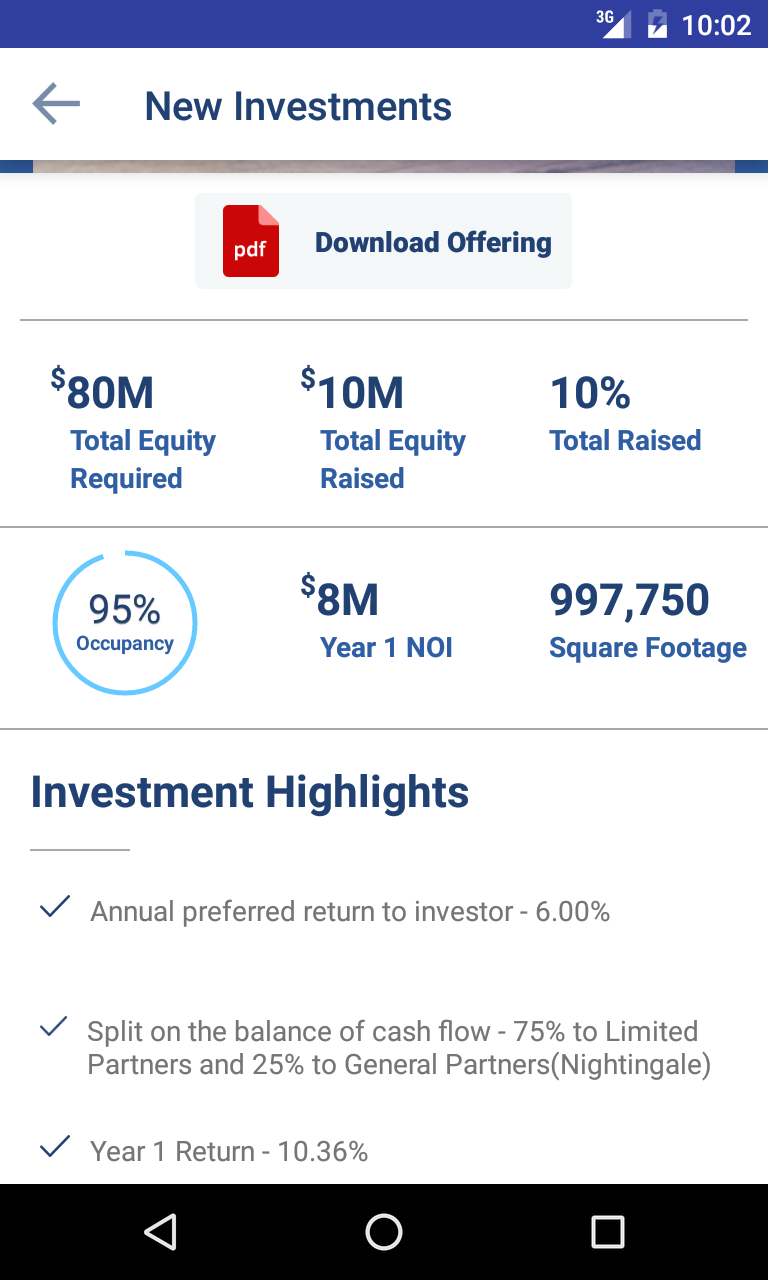 3G 10:02
New Investments
pdf Download Offering
$80M $10M 10%
Total Equity Total Equity Total Raised
Required Raised
95% $8M 997,750
Occupancy Year 1 NOI Square Footage
Investment Highlights
Annual preferred return to investor - 6.00%
Split on the balance of cash flow - 75% to Limited
Partners and 25% to General Partners(Nightingale)
Year 1 Return - 10.36%